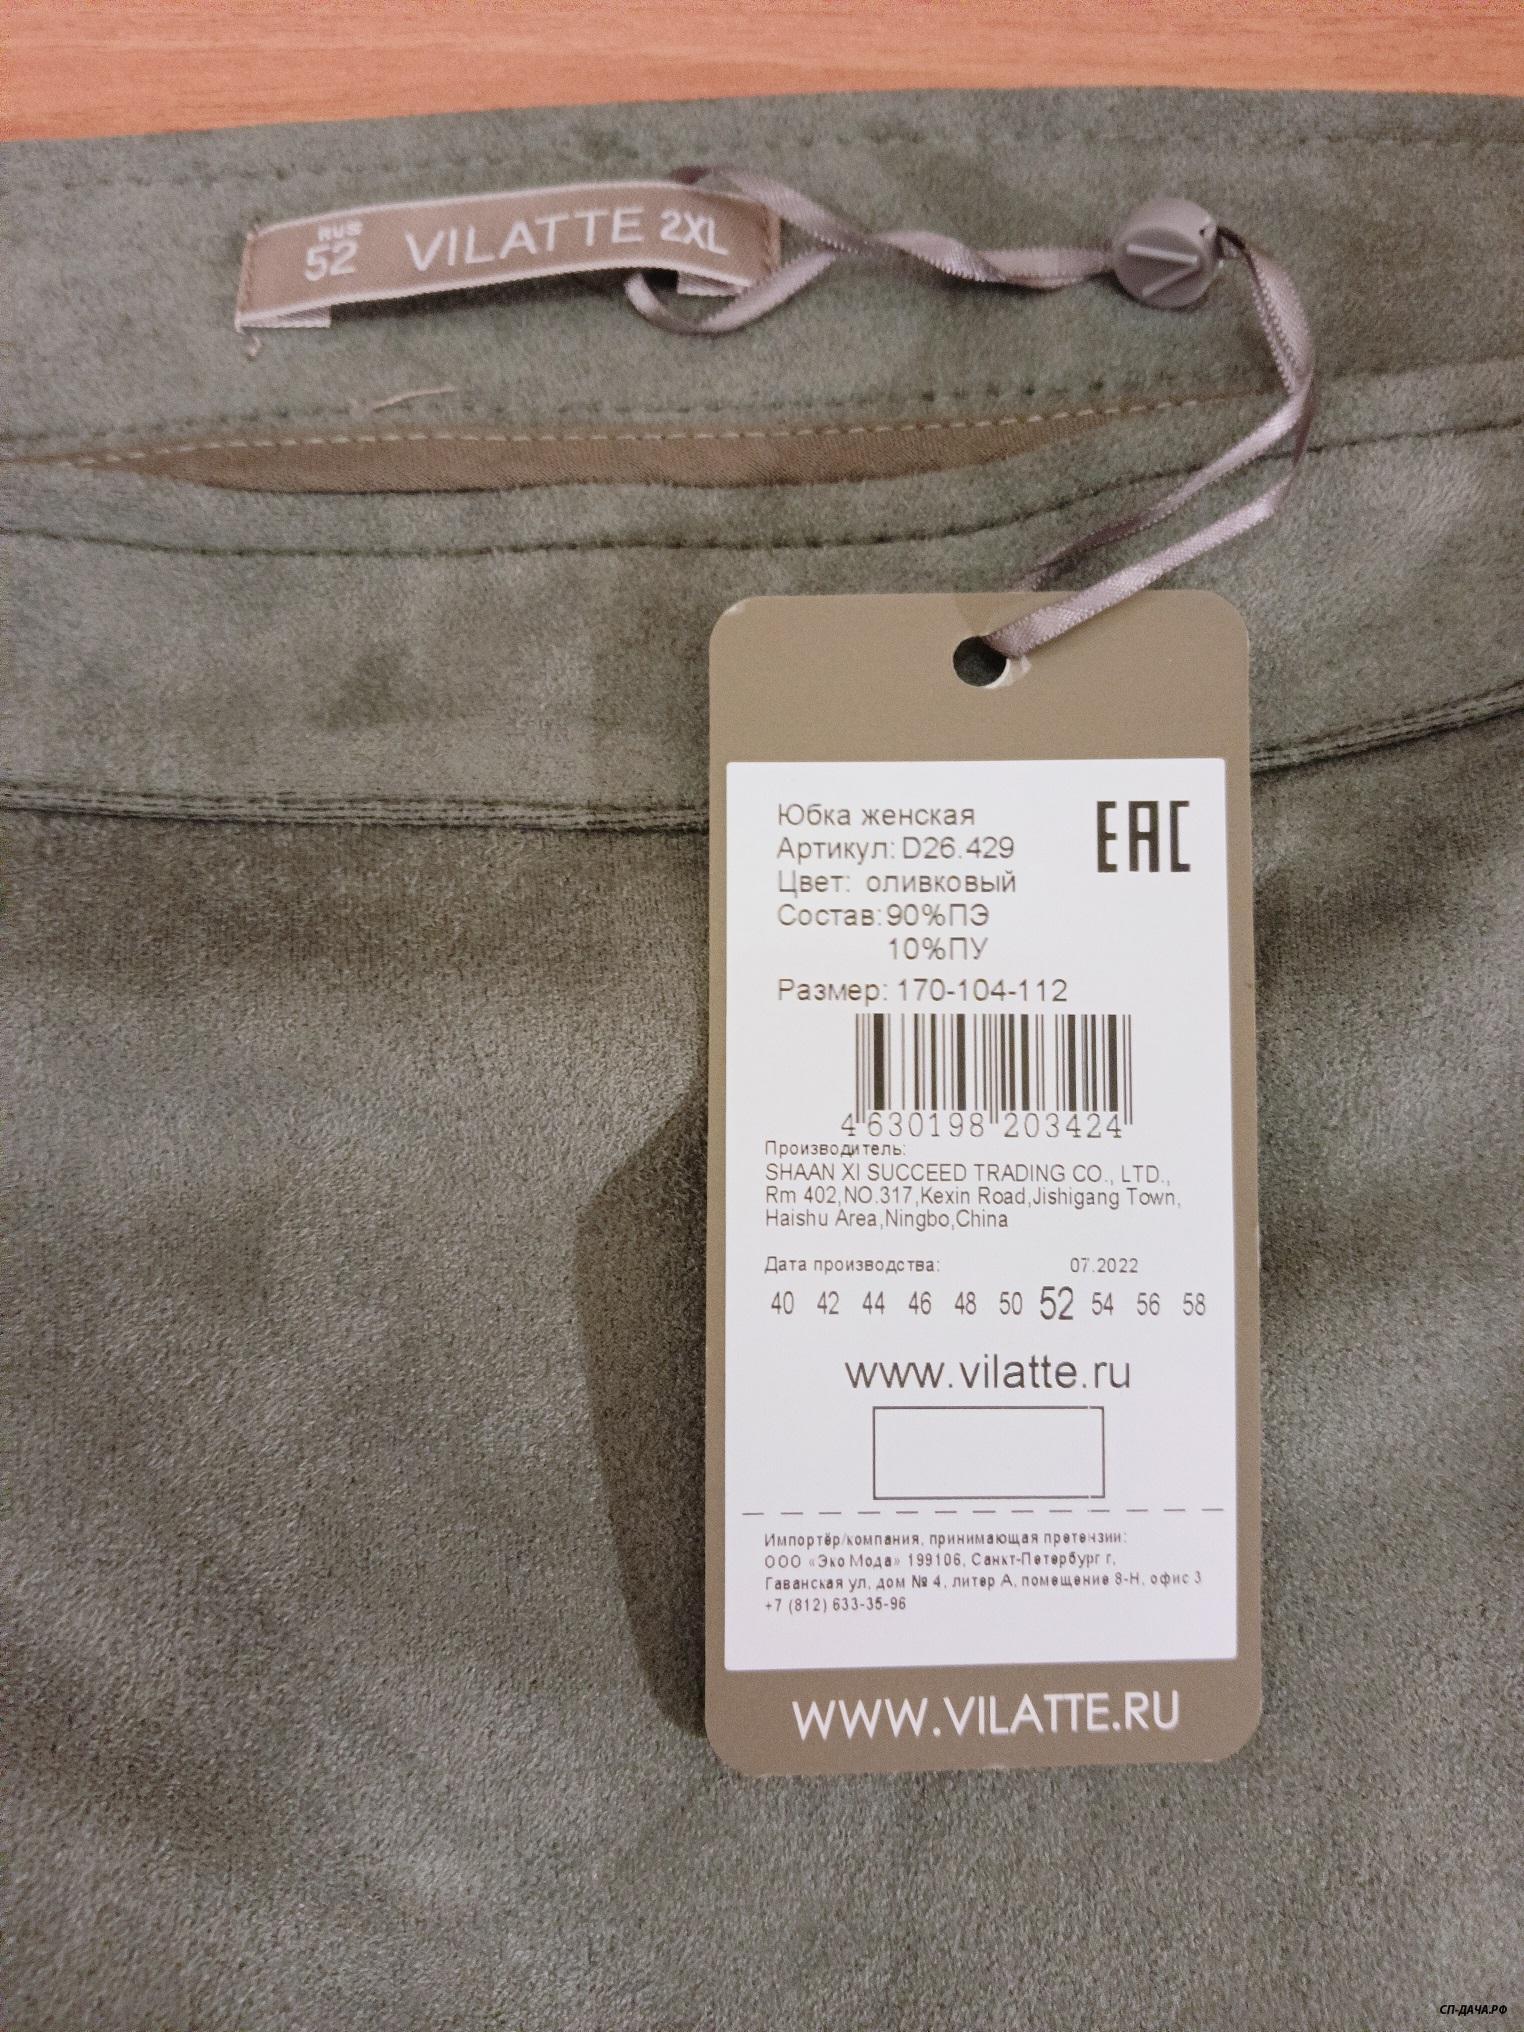 RUS
52 VILATTE 2XL
Юбка женская
Артикул: D26.429
Цвет: оливковый
Состав: 90%ПЭ
10%ПУ
Размер: 170-104-112
EAC
4 630198 203424
Производитель:
SHAAN XI SUCCEED TRADING CO., LTD.,
Rm 402,NO.317,Kexin Road,Jishigang Town,
Haishu Area,Ningbo,China
Дата производства: 07.2022
40 42 44 46 48 50 52 54 56 58
www.vilatte.ru
Импортёр/компания, принимающая претензии:
ООО «Эко Мода» 199106, Санкт-Петербург г,
Гаванская ул, дом № 4, литер А, помещение 8-Н, офис 3
+7 (812) 633-35-96
WWW.VILATTE.RU
СП-ДАЧА.РФ